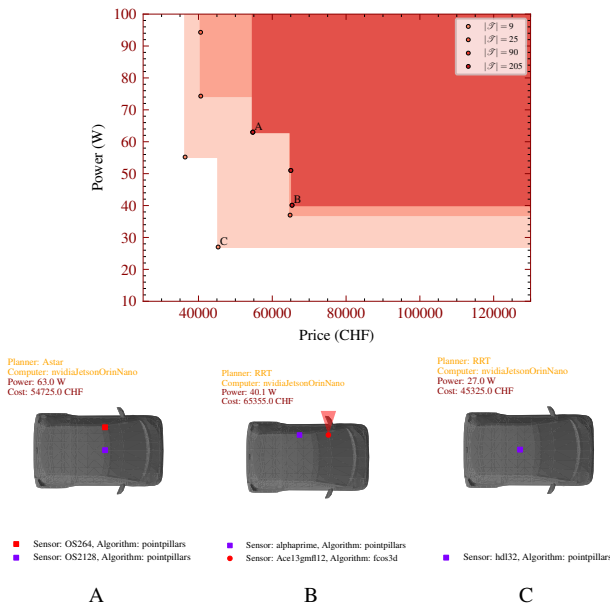 100
90
80
70
60
50
40
30
20
10
Power (W)
|𝒯| = 9
|𝒯| = 25
|𝒯| = 90
|𝒯| = 205
A
B
C
40000 60000 80000 100000 120000
Price (CHF)
Planner: Astar
Computer: nvidiaJetsonOrinNano
Power: 63.0 W
Cost: 54725.0 CHF
Planner: RRT
Computer: nvidiaJetsonOrinNano
Power: 40.1 W
Cost: 65355.0 CHF
Planner: RRT
Computer: nvidiaJetsonOrinNano
Power: 27.0 W
Cost: 45325.0 CHF
Sensor: OS264, Algorithm: pointpillars
Sensor: OS2128, Algorithm: pointpillars
Sensor: alphaprime, Algorithm: pointpillars
Sensor: Ace13gmfl12, Algorithm: fcos3d
Sensor: hdl32, Algorithm: pointpillars
A B C